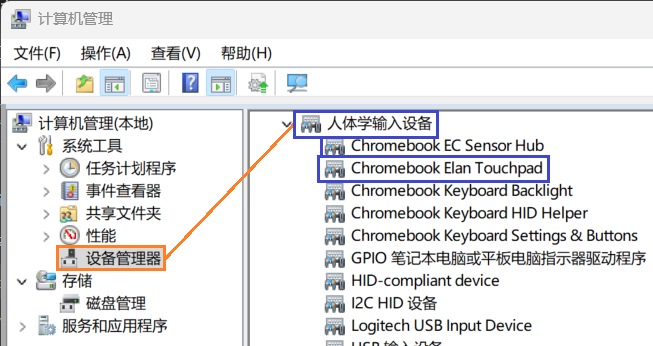 计算机管理
文件(F) 操作(A) 查看(V) 帮助(H)
计算机管理(本地)
系统工具
任务计划程序
事件查看器
共享文件夹
性能
设备管理器
存储
磁盘管理
服务和应用程序
人体学输入设备
Chromebook EC Sensor Hub
Chromebook Elan Touchpad
Chromebook Keyboard Backlight
Chromebook Keyboard HID Helper
Chromebook Keyboard Settings & Buttons
GPIO 笔记本电脑或平板电脑指示器驱动程序
HID-compliant device
I2C HID 设备
Logitech USB Input Device
USB 输入设备